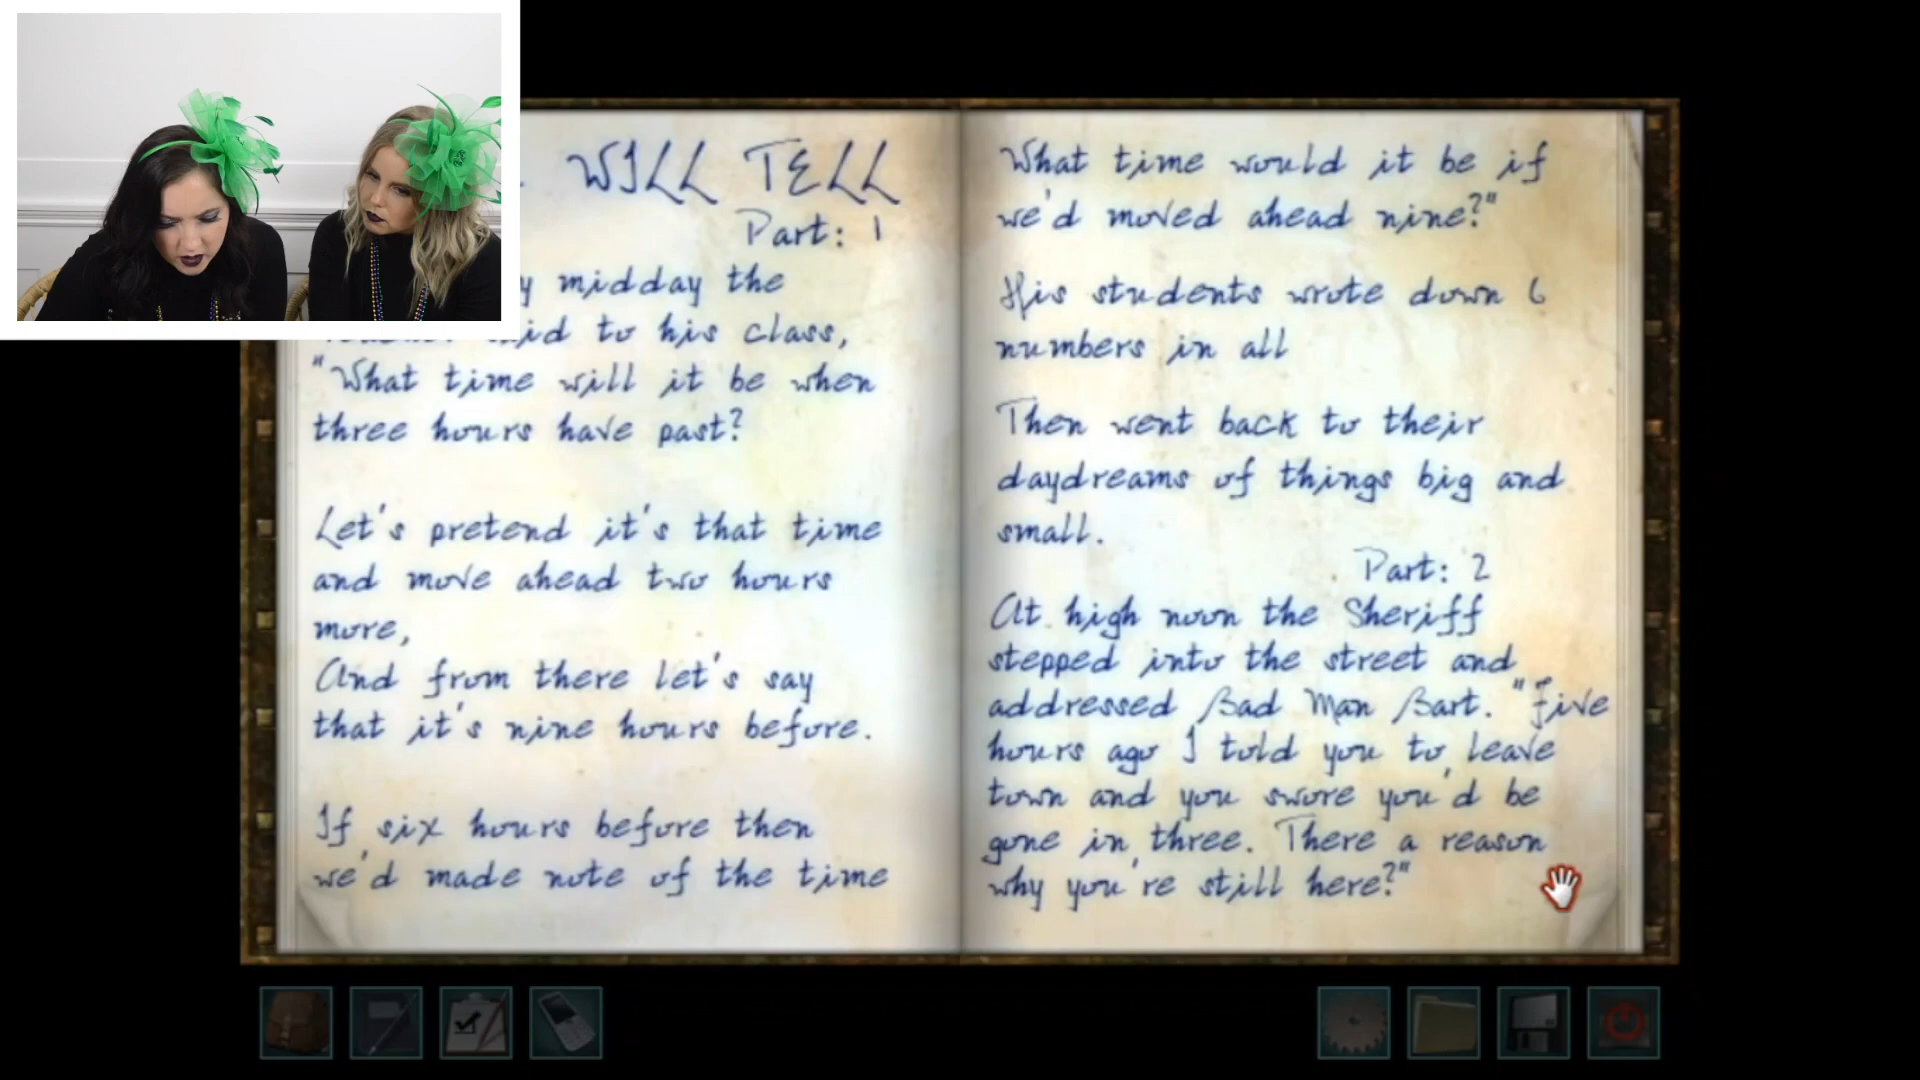 WILL TELL
Part: 1
midday the
said to his class,
"What time will it be when
three hours have past?
Let's pretend it's that time
and move ahead two hours
more,
And from there let's say
that it's nine hours before.
If six hours before then
we'd made note of the time
What time would it be if
we'd moved ahead nine?"
His students wrote down 6
numbers in all
Then went back to their
daydreams of things big and
small.
Part: 2
At high noon the Sheriff
stepped into the street and
addressed Bad Man Bart. "Five
hours ago I told you to leave
town and you swore you'd be
gone in three. There a reason
why you're still here?"